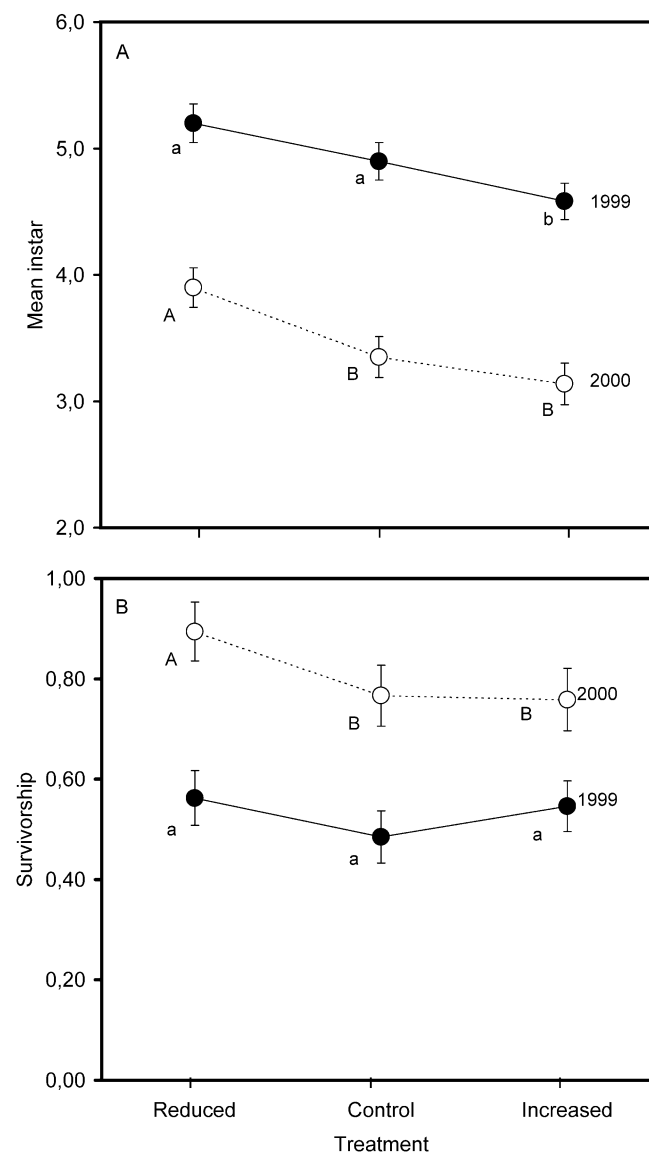 6,0
A
5,0
a
a
b
1999
4,0
A
B
B
2000
3,0
2,0
Mean instar
1,00
B
A
B
B
2000
0,80
0,60
a
a
a
1999
0,40
0,20
0,00
Survivorship
Reduced Control Increased
Treatment